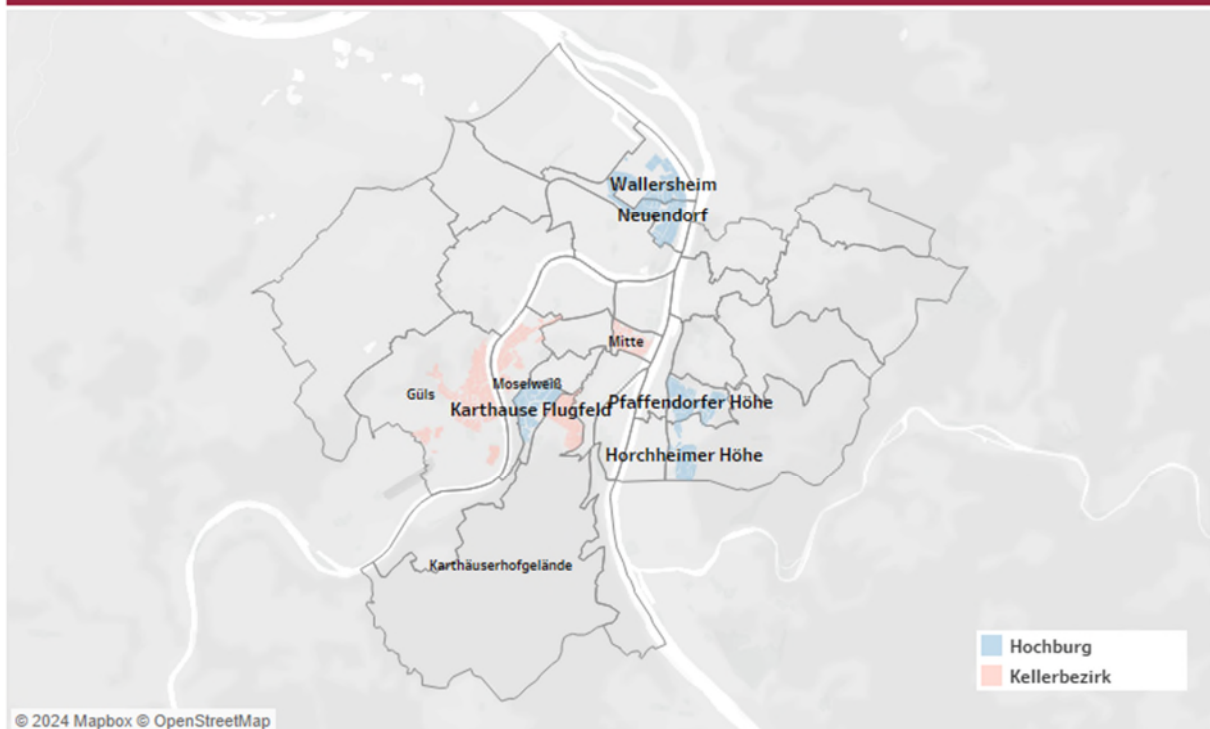 Wallersheim
Neuendorf
Mitte
Moselweiß
Güls
Karthause Flugfeld
Pfaffendorfer Höhe
Horchheimer Höhe
Karthäuserhofgelände
Hochburg
Kellerbezirk
© 2024 Mapbox © OpenStreetMap